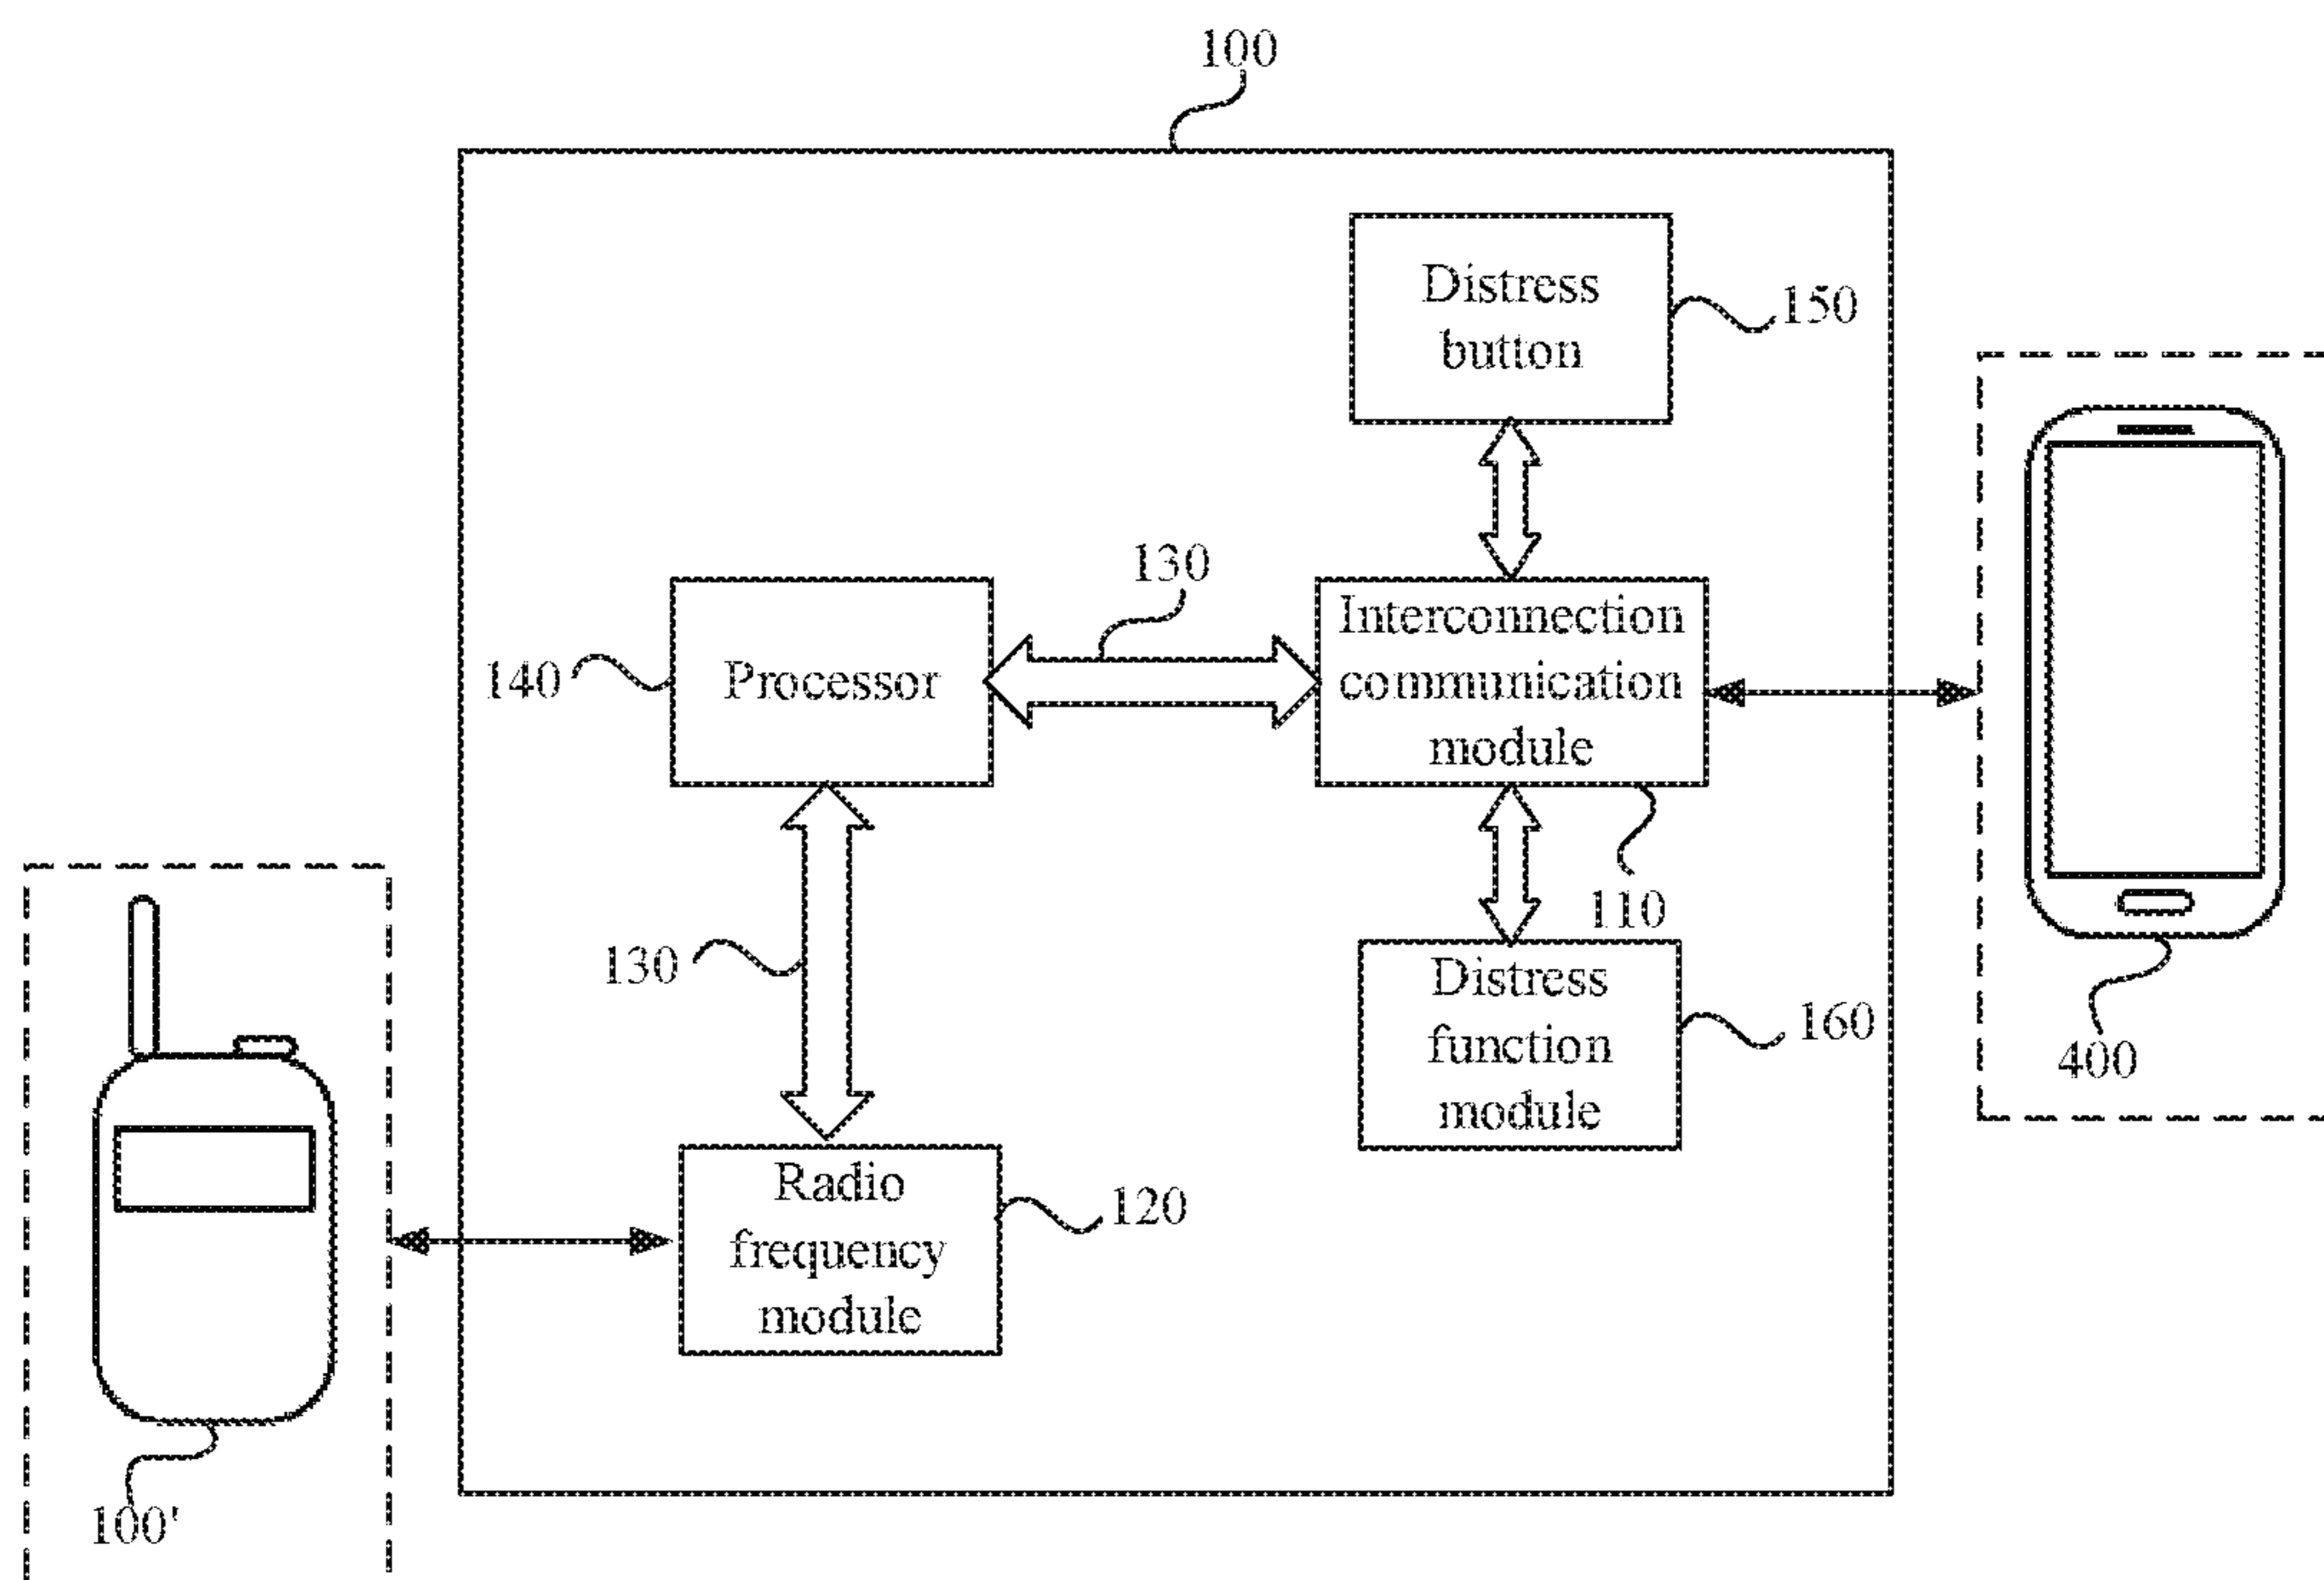 100
Distress
button
150
130
Interconnection
communication
module
140
Processor
110
130
Distress
function
module
160
400
Radio
frequency
module
120
100'